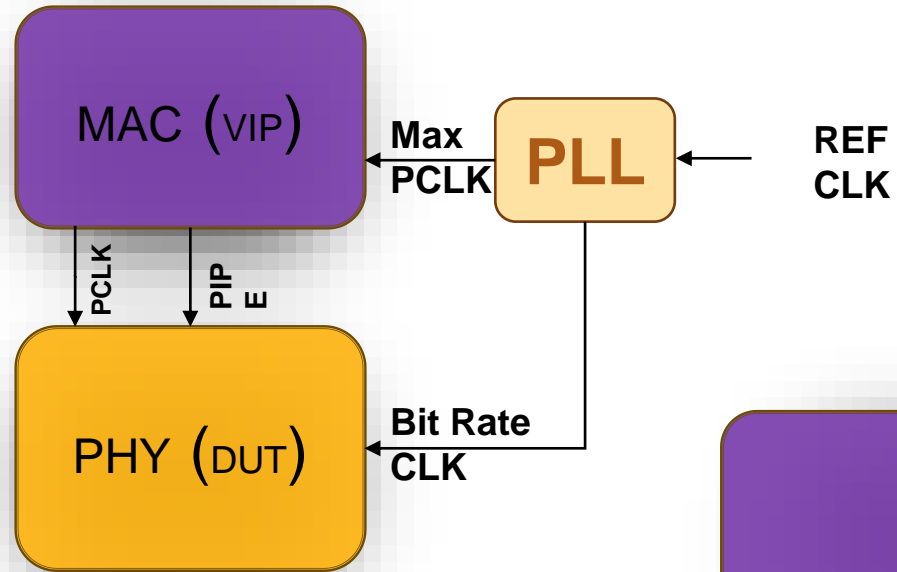 MAC (VIP)
Max
PCLK
PLL
REF
CLK
PCLK
PIP
E
PHY (DUT)
Bit Rate
CLK